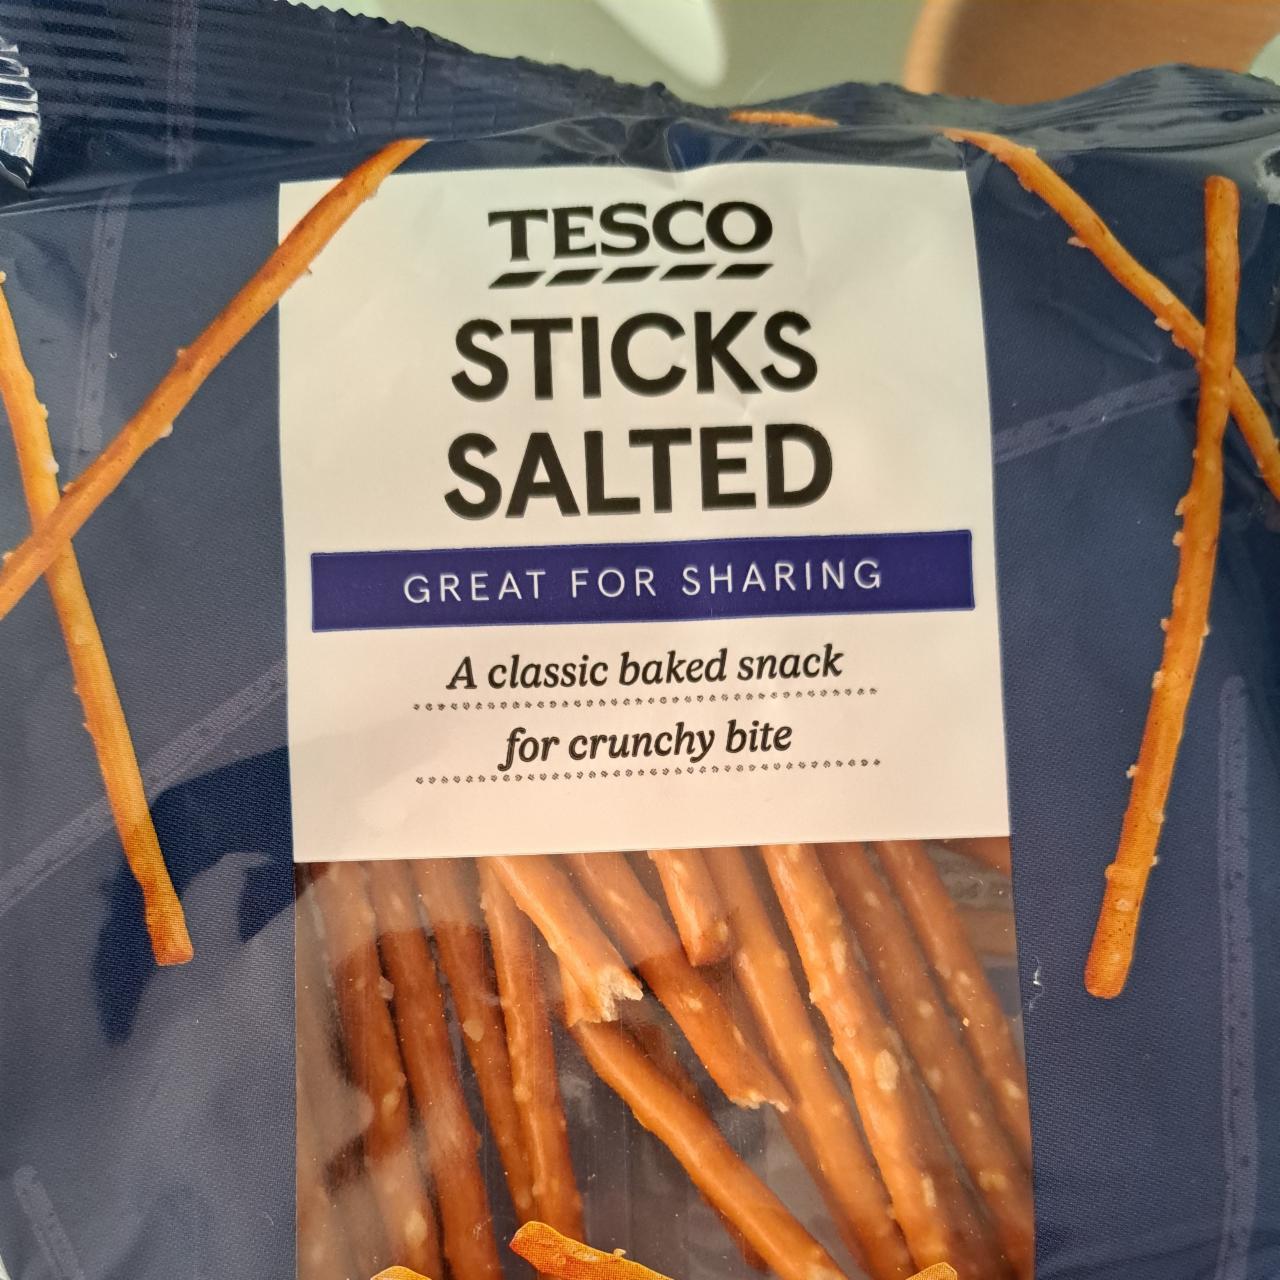 TESCO
STICKS
SALTED
GREAT FOR SHARING
A classic baked snack
for crunchy bite